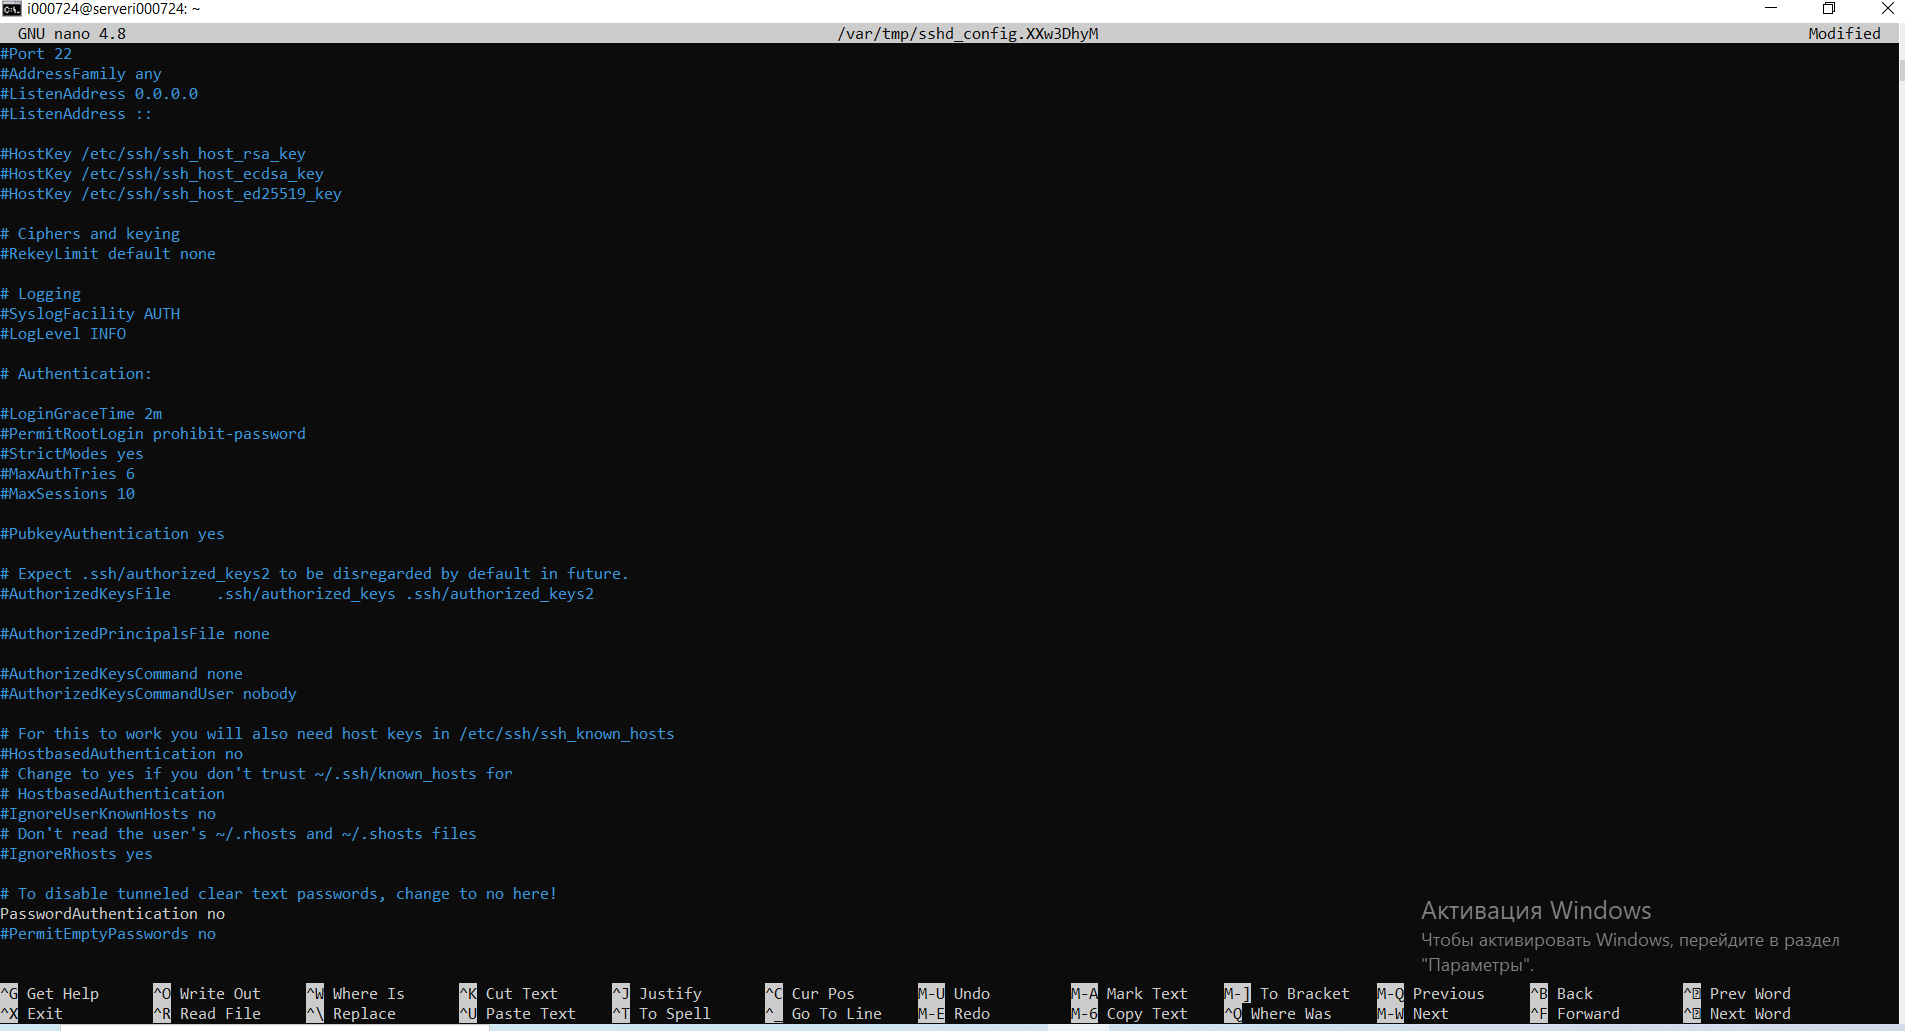 i000724@serveri000724: ~
GNU nano 4.8 /var/tmp/sshd_config.XXw3DhyM Modified
#Port 22
#AddressFamily any
#ListenAddress 0.0.0.0
#ListenAddress ::
#HostKey /etc/ssh/ssh_host_rsa_key
#HostKey /etc/ssh/ssh_host_ecdsa_key
#HostKey /etc/ssh/ssh_host_ed25519_key
# Ciphers and keying
#RekeyLimit default none
# Logging
#SyslogFacility AUTH
#LogLevel INFO
# Authentication:
#LoginGraceTime 2m
#PermitRootLogin prohibit-password
#StrictModes yes
#MaxAuthTries 6
#MaxSessions 10
#PubkeyAuthentication yes
# Expect .ssh/authorized_keys2 to be disregarded by default in future.
#AuthorizedKeysFile     .ssh/authorized_keys .ssh/authorized_keys2
#AuthorizedPrincipalsFile none
#AuthorizedKeysCommand none
#AuthorizedKeysCommandUser nobody
# For this to work you will also need host keys in /etc/ssh/ssh_known_hosts
#HostbasedAuthentication no
# Change to yes if you don't trust ~/.ssh/known_hosts for
# HostbasedAuthentication
#IgnoreUserKnownHosts no
# Don't read the user's ~/.rhosts and ~/.shosts files
#IgnoreRhosts yes
# To disable tunneled clear text passwords, change to no here!
PasswordAuthentication no
#PermitEmptyPasswords no
Активация Windows
Чтобы активировать Windows, перейдите в раздел
"Параметры".
^G Get Help ^O Write Out ^W Where Is ^K Cut Text ^J Justify ^C Cur Pos M-U Undo M-A Mark Text M-] To Bracket M-Q Previous ^B Back ^ Prev Word
^X Exit ^R Read File ^\ Replace ^U Paste Text ^T To Spell ^_ Go To Line M-E Redo M-6 Copy Text ^Q Where Was M-W Next ^F Forward ^ Next Word